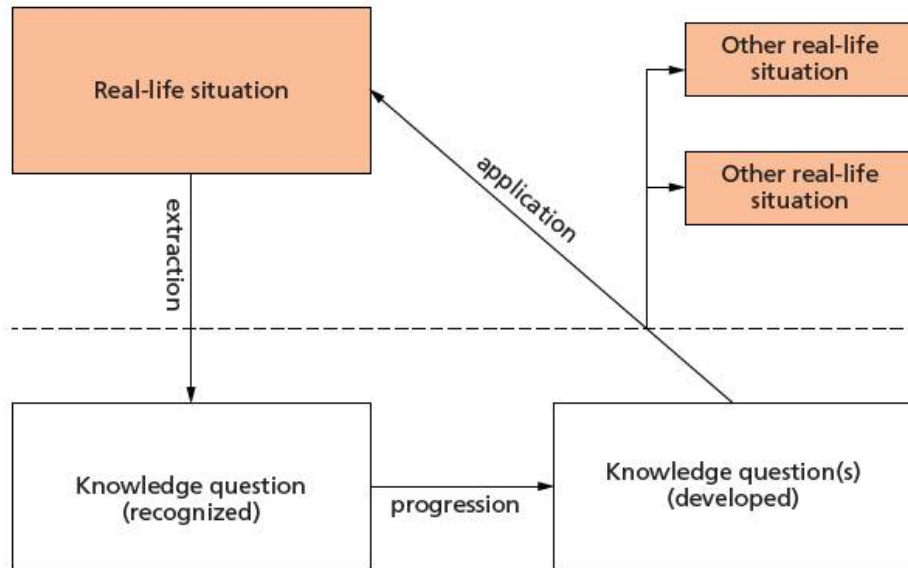 Real-life situation
Other real-life
situation
Other real-life
situation
extraction
application
Knowledge question
(recognized)
progression
Knowledge question(s)
(developed)